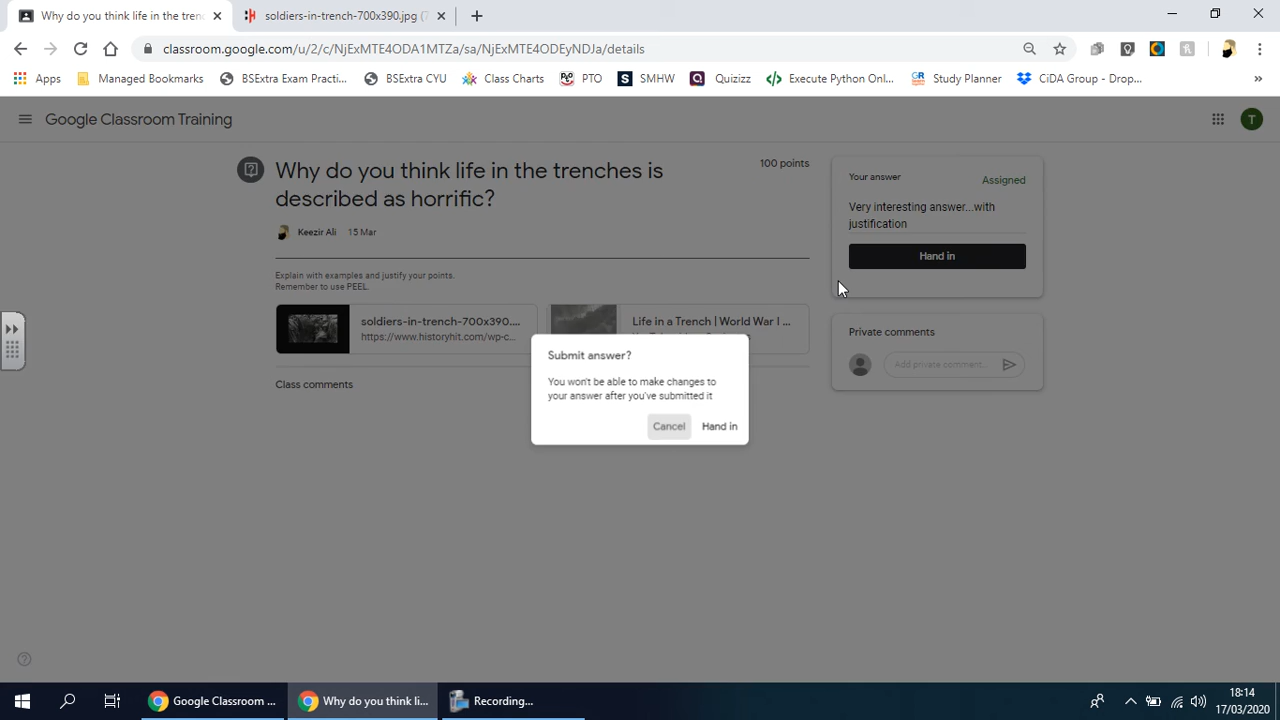 Why do you think life in the tren
soldiers-in-trench-700x390.jpg (7
classroom.google.com/u/2/c/NjExMTE4ODA1MTZa/sa/NjExMTE4ODEyNDJa/details
Apps
Managed Bookmarks
BSExtra Exam Practi...
BSExtra CYU
Class Charts
PTO
SMHW
Quizizz
Execute Python Onl...
Study Planner
CiDA Group - Drop...
»
Google Classroom Training
T
Why do you think life in the trenches is
described as horrific?
100 points
Keezir Ali
15 Mar
Explain with examples and justify your points.
Remember to use PEEL.
soldiers-in-trench-700x390....
https://www.historyhit.com/wp-c...
Life in a Trench | World War I ...
Class comments
Your answer
Assigned
Very interesting answer...with
justification
Hand in
Private comments
Add private comment...
Submit answer?
You won't be able to make changes to
your answer after you've submitted it
Cancel
Hand in
Google Classroom ...
Why do you think li...
Recording...
18:14
17/03/2020